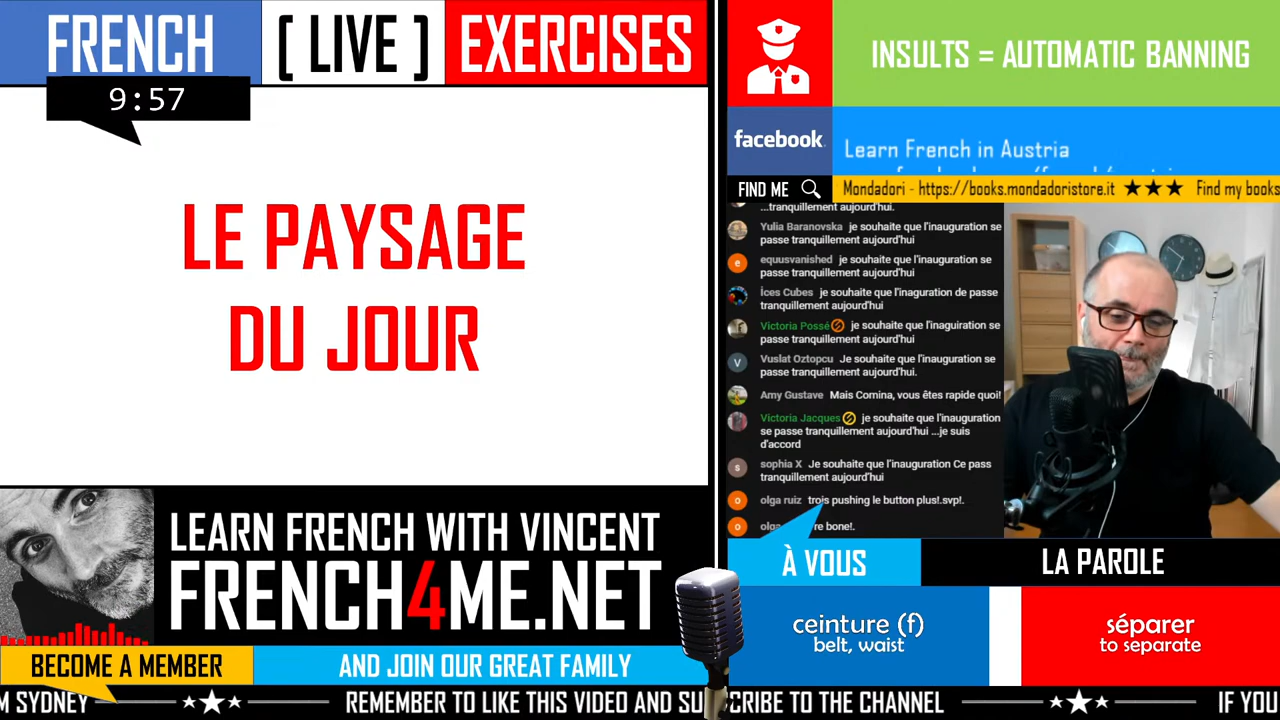 FRENCH [ LIVE ] EXERCISES
9:57
LE PAYSAGE
DU JOUR
LEARN FRENCH WITH VINCENT
FRENCH4ME.NET
BECOME A MEMBER
AND JOIN OUR GREAT FAMILY
INSULTS = AUTOMATIC BANNING
facebook
Learn French in Austria
FIND ME
Mondadori - https://books.mondadoristore.it ★★★ Find my books
...tranquillement aujourd'hui.
Yulia Baranovska je souhaite que l'inauguration se
passe tranquillement aujourd'hui
equusvanished je souhaite que l'inauguration se
passe tranquillement aujourd'hui
İces Cubes je souhaite que l'inaguration de passe
tranquillement aujourd'hui
Victoria Possé je souhaite que l'inaguiration se
passe tranquillement aujourd'hui
Vuslat Oztopcu Je souhaite que l'inauguration se
passe tranquillement aujourd'hui.
Amy Gustave Mais Comina, vous êtes rapide quoi!
Victoria Jacques je souhaite que l'inauguration
se passe tranquillement aujourd'hui ...je suis
d'accord
sophia X Je souhaite que l'inauguration Ce pass
tranquillement aujourd'hui
olga ruiz trois pushing le button plus!.svp!.
olga re bone!.
À VOUS
LA PAROLE
ceinture (f)
belt, waist
séparer
to separate
M SYDNEY ★ REMEMBER TO LIKE THIS VIDEO AND SUBSCRIBE TO THE CHANNEL ★ IF YOU